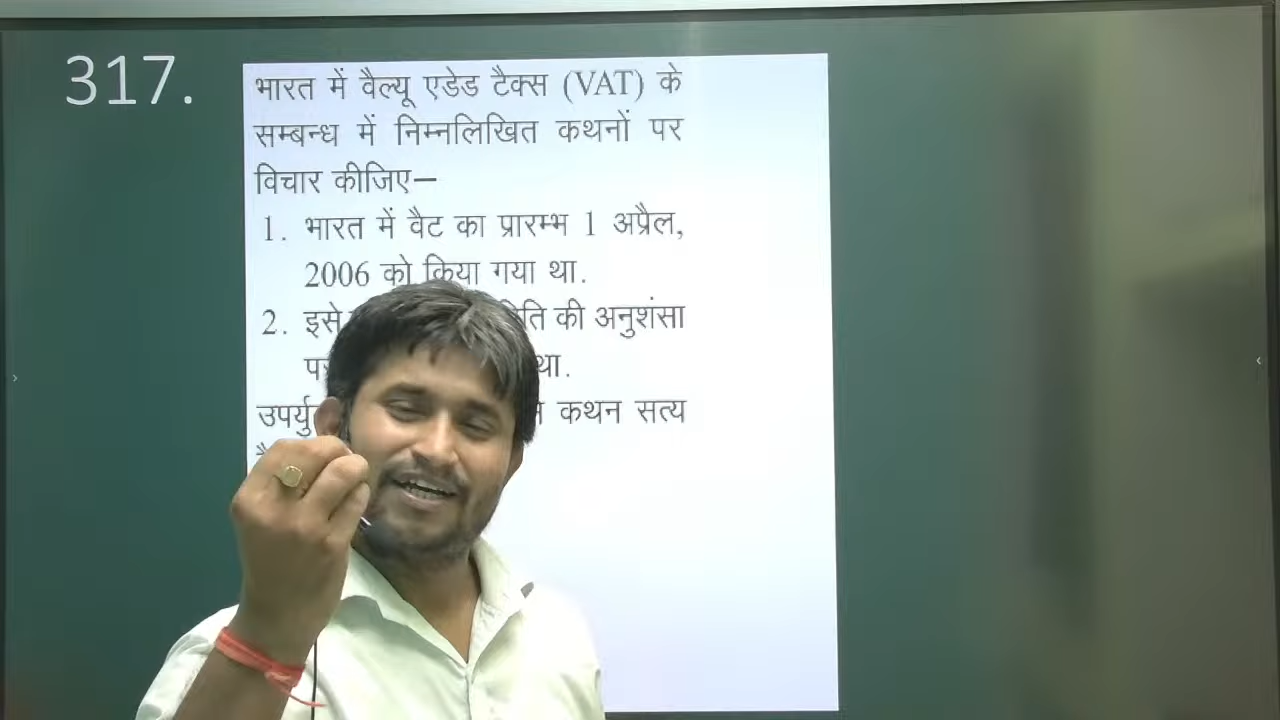 317.
भारत में वैल्यू एडेड टैक्स (VAT) के
सम्बन्ध में निम्नलिखित कथनों पर
विचार कीजिए–
1. भारत में वैट का प्रारम्भ 1 अप्रैल,
2006 को किया गया था.
2. इसे की अनुशंसा
था.
कथन सत्य